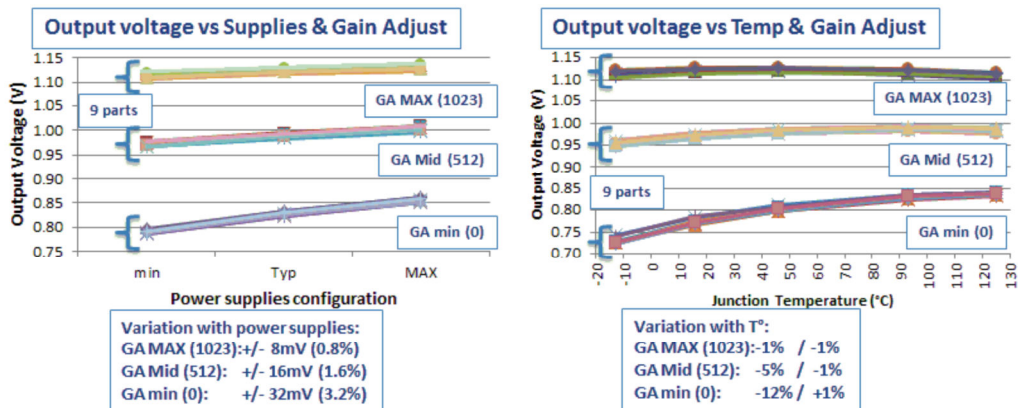 Output voltage vs Supplies & Gain Adjust
Output Voltage (V)
1.15
1.10
1.05
1.00
0.95
0.90
0.85
0.80
0.75
9 parts
GA MAX (1023)
GA Mid (512)
GA min (0)
min
Typ
MAX
Power supplies configuration
Variation with power supplies:
GA MAX (1023):+/- 8mV (0.8%)
GA Mid (512): +/- 16mV (1.6%)
GA min (0): +/- 32mV (3.2%)
Output voltage vs Temp & Gain Adjust
Output Voltage (V)
1.15
1.10
1.05
1.00
0.95
0.90
0.85
0.80
0.75
0.70
GA MAX (1023)
GA Mid (512)
9 parts
GA min (0)
-20
-10
0
10
20
30
40
50
60
70
80
90
100
110
120
130
Junction Temperature (°C)
Variation with T°:
GA MAX (1023):-1% / -1%
GA Mid (512): -5% / -1%
GA min (0): -12% / +1%